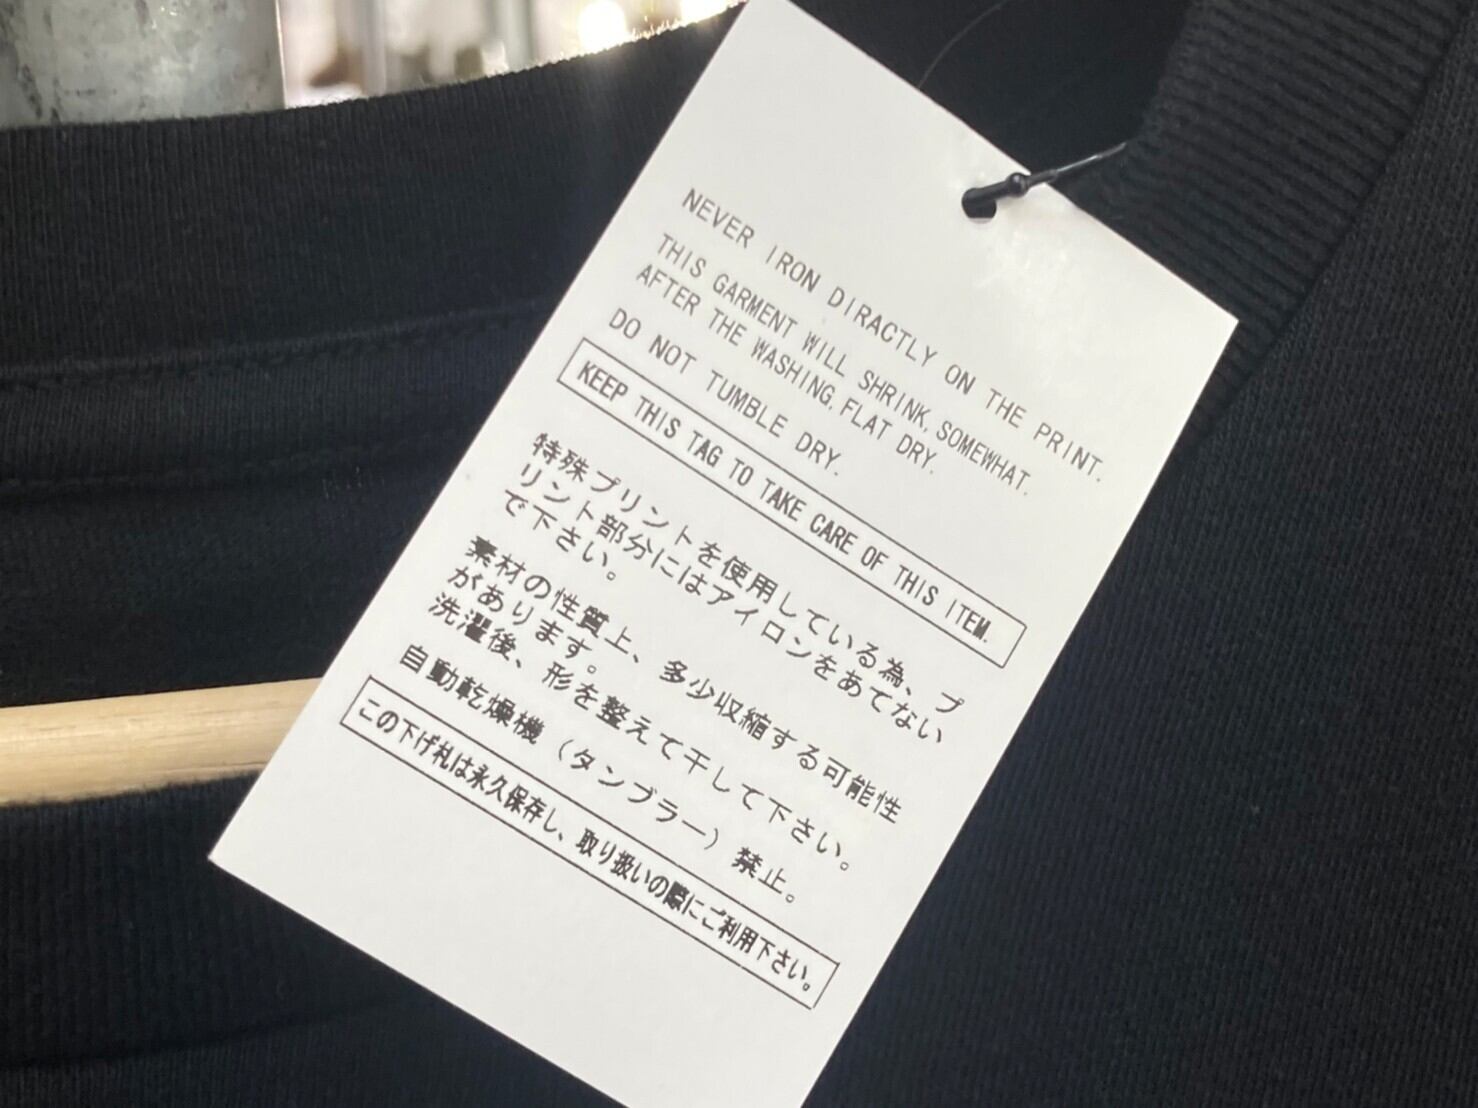 NEVER IRON DIRACTLY ON THE PRINT.
THIS GARMENT WILL SHRINK, SOMEWHAT.
AFTER THE WASHING, FLAT DRY.
DO NOT TUMBLE DRY.
KEEP THIS TAG TO TAKE CARE OF THIS ITEM.
特殊プリントを使用している為、プ
リント部分にはアイロンをあてない
で下さい。
素材の性質上、多少収縮する可能性
があります。
洗濯後、形を整えて干して下さい。
自動乾燥機（タンブラー）禁止。
この下げ札は永久保存し、取り扱いの際にご利用下さい。